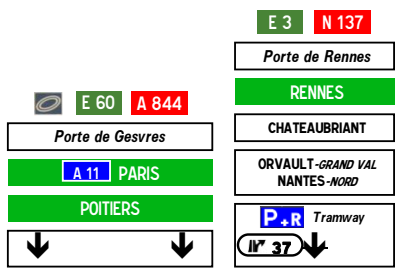 E 60 A 844
Porte de Gesvres
A 11 PARIS
POITIERS
E 3 N 137
Porte de Rennes
RENNES
CHATEAUBRIANT
ORVAULT-GRAND VAL
NANTES-NORD
P+R Tramway
37